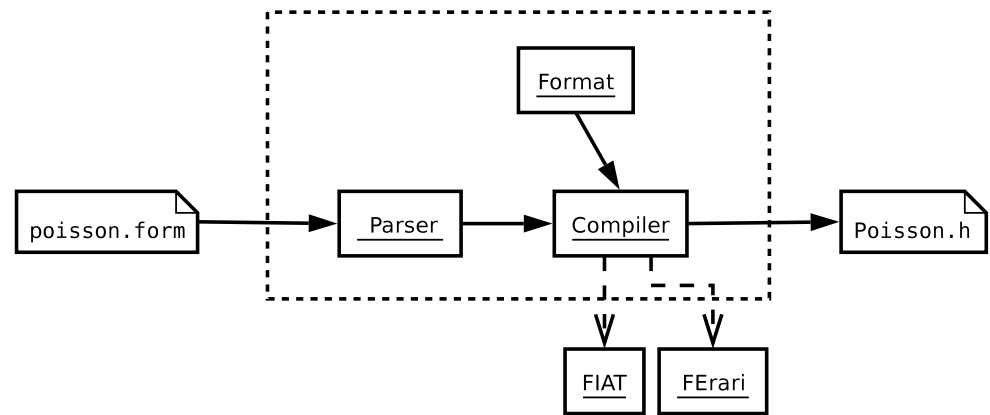 Format
poisson.form
Parser
Compiler
Poisson.h
FIAT
FErari